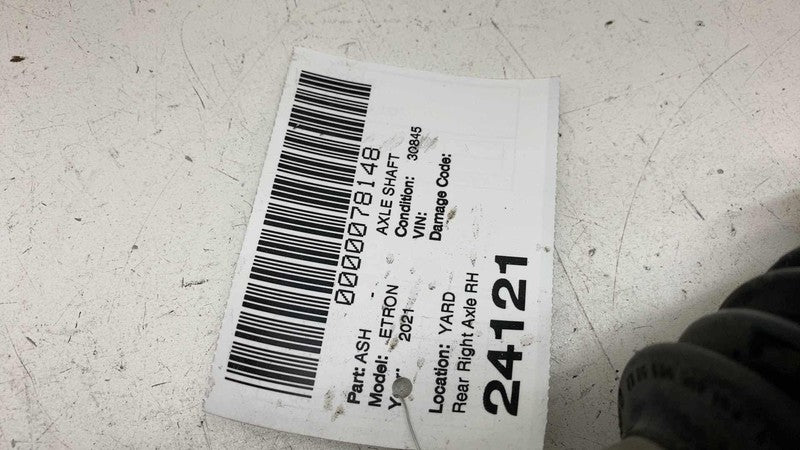 0000078148
Part: ASH - AXLE SHAFT
Model: ETRON Condition: 30845
Year: 2021 VIN:
Damage Code:
Location: YARD
Rear Right Axle RH
24121